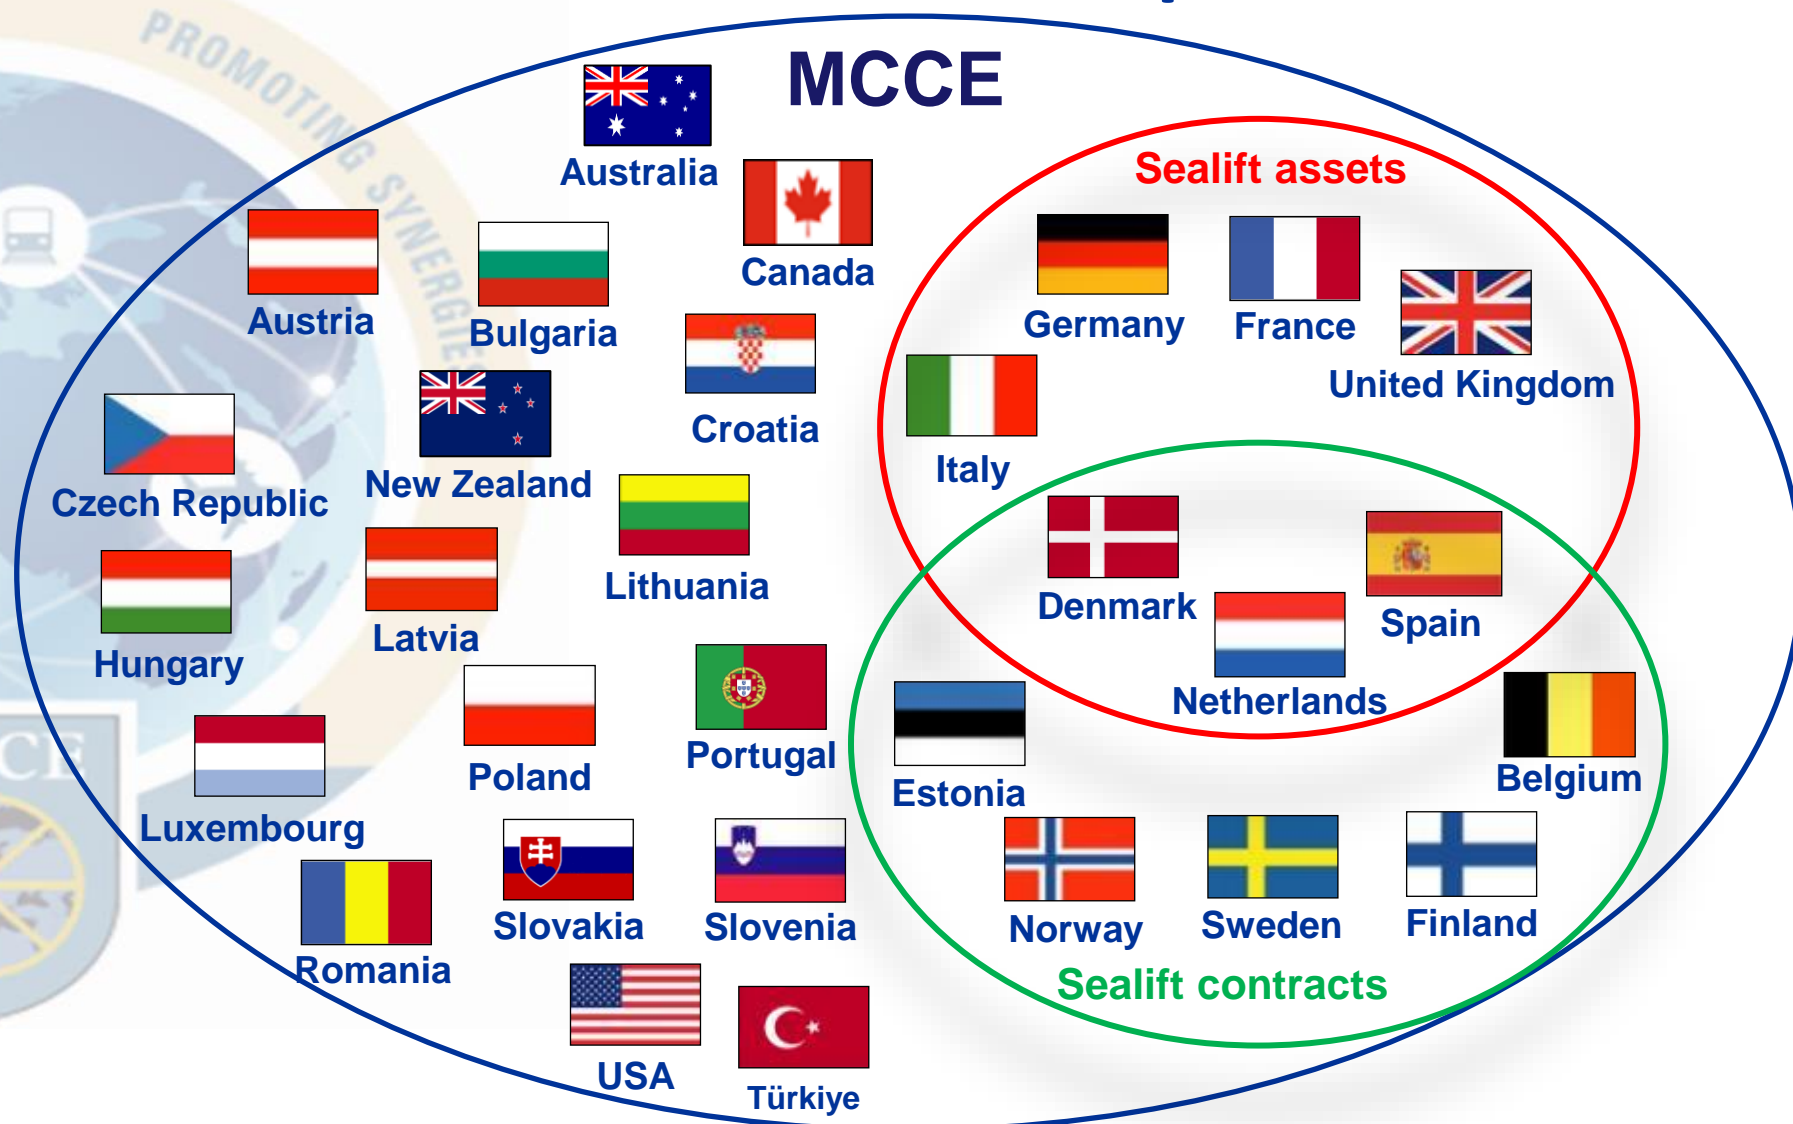 MCCE
PROMOTING SYNERGIES
Australia
Sealift assets
Canada
Austria
Bulgaria
Germany
France
United Kingdom
Croatia
Italy
New Zealand
Czech Republic
Lithuania
Denmark
Spain
Latvia
Hungary
Netherlands
Portugal
Poland
Estonia
Belgium
Luxembourg
Slovakia
Slovenia
Norway
Sweden
Finland
Romania
Sealift contracts
USA
Türkiye
CE